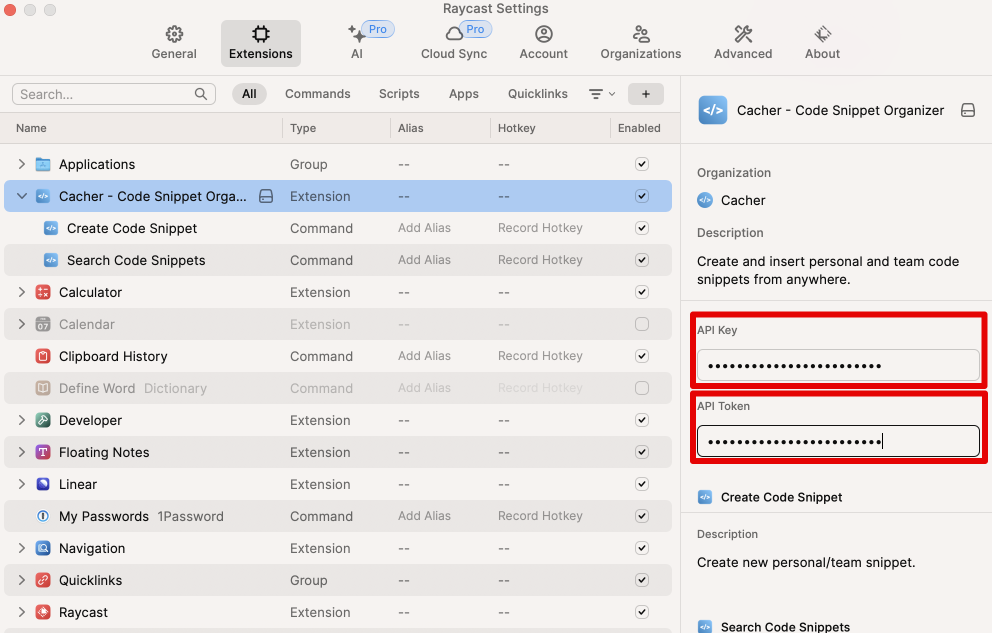 Raycast Settings
General
Extensions
Pro
AI
Pro
Cloud Sync
Account
Organizations
Advanced
About
Search...
All
Commands
Scripts
Apps
Quicklinks
+
Name Type Alias Hotkey Enabled
Applications Group -- --
Cacher - Code Snippet Orga... Extension -- --
Create Code Snippet Command Add Alias Record Hotkey
Search Code Snippets Command Add Alias Record Hotkey
Calculator Extension -- --
Calendar Extension -- --
Clipboard History Command Add Alias Record Hotkey
Define Word Dictionary Command Add Alias Record Hotkey
Developer Extension -- --
Floating Notes Extension -- --
Linear Extension -- --
My Passwords 1Password Command Add Alias Record Hotkey
Navigation Extension -- --
Quicklinks Group -- --
Raycast Extension -- --
Cacher - Code Snippet Organizer
Organization
Cacher
Description
Create and insert personal and team code
snippets from anywhere.
API Key
••••••••••••••••••••••••
API Token
••••••••••••••••••••••••
Create Code Snippet
Description
Create new personal/team snippet.
Search Code Snippets